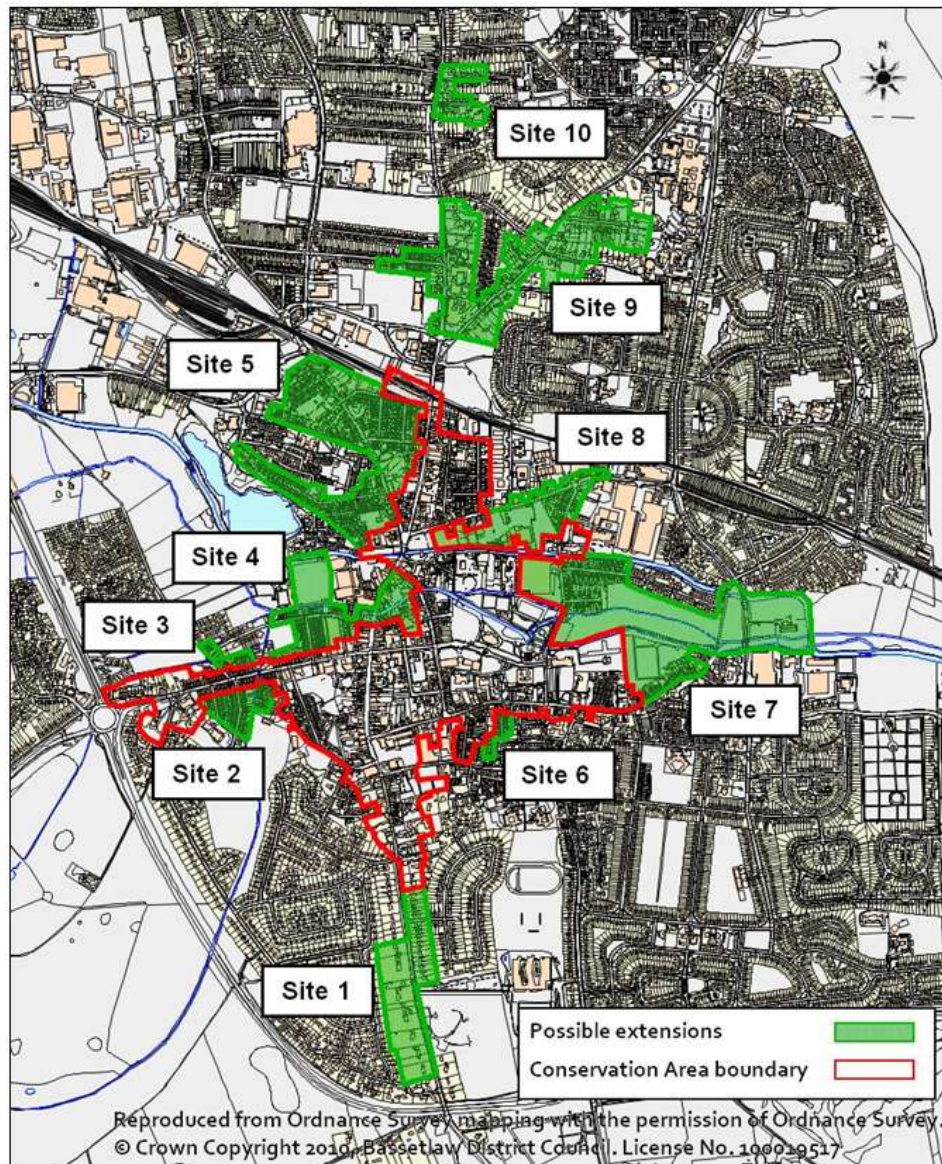 N
Site 10
Site 9
Site 5
Site 8
Site 4
Site 3
Site 7
Site 2
Site 6
Site 1
Possible extensions
Conservation Area boundary
Reproduced from Ordnance Survey mapping with the permission of Ordnance Survey.
© Crown Copyright 2010, Bassetlaw District Council. License No. 100019517